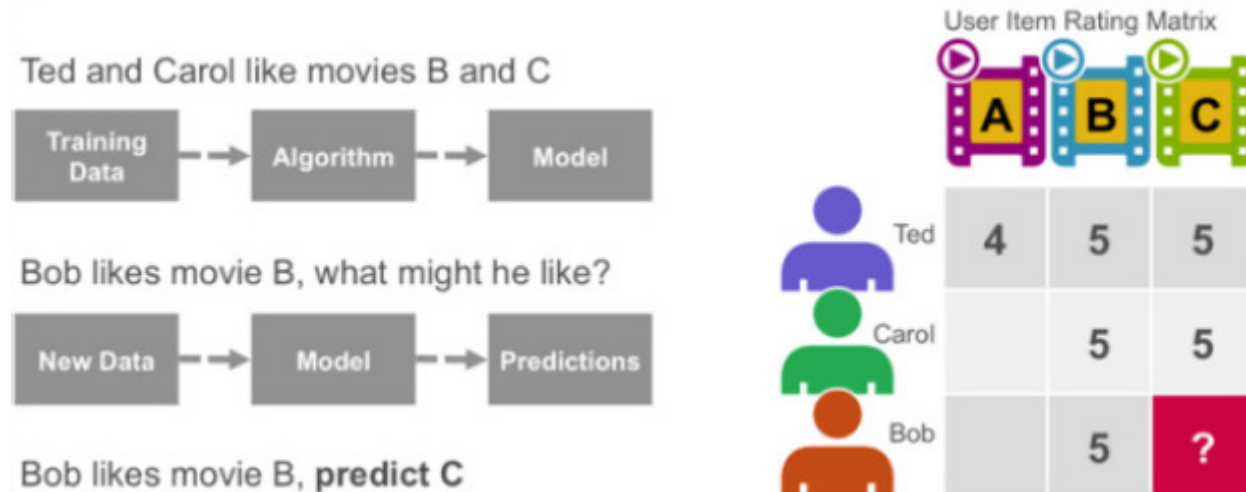 Ted and Carol like movies B and C
Training
Data
Algorithm
Model
Bob likes movie B, what might he like?
New Data
Model
Predictions
Bob likes movie B, predict C
User Item Rating Matrix
A B C
Ted 4 5 5
Carol 5 5
Bob 5 ?